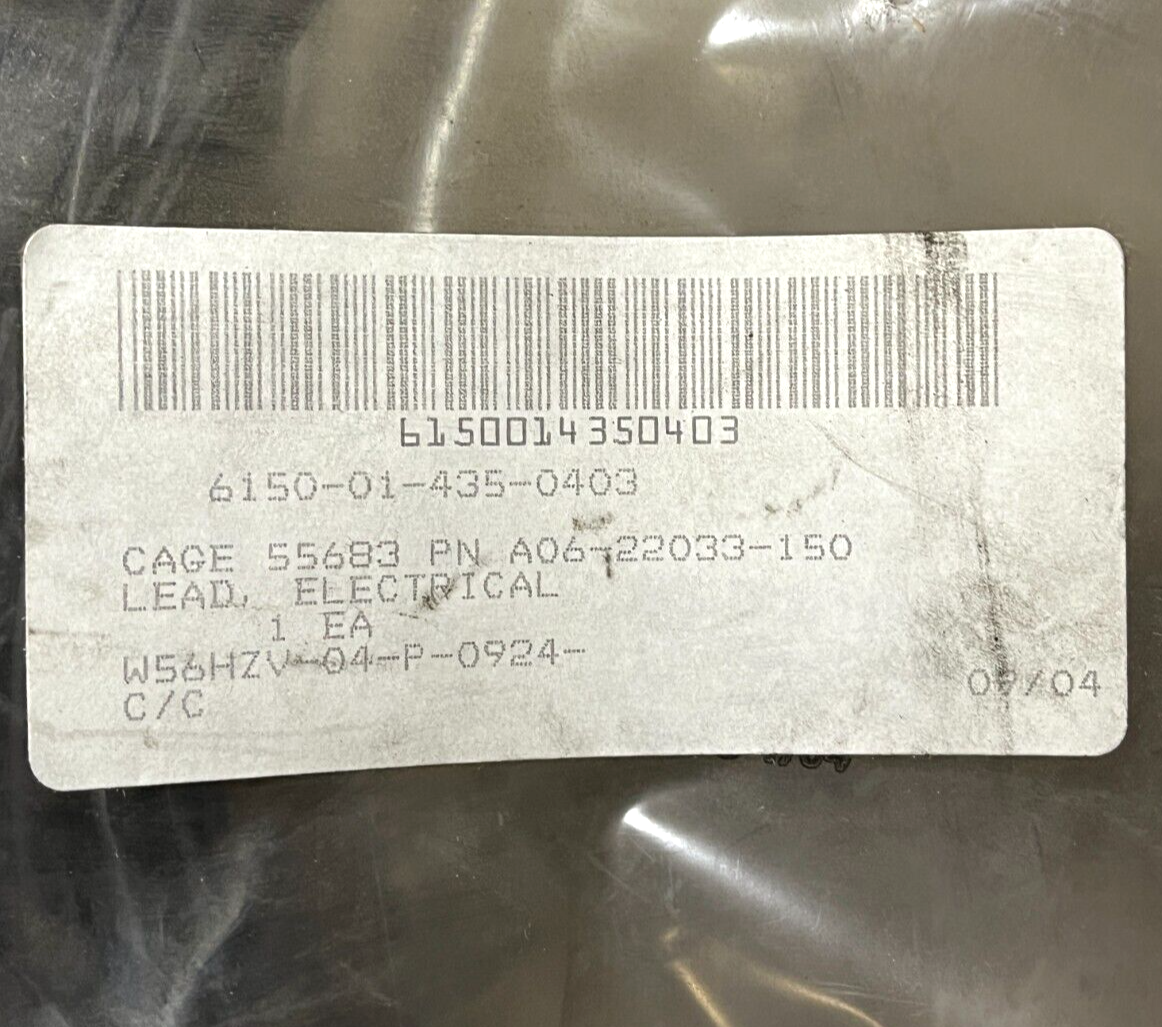 6150014350403
6150-01-435-0403
CAGE 55683 PN A06-22033-150
LEAD, ELECTRICAL
1 EA
W56HZV-04-P-0924-
C/C